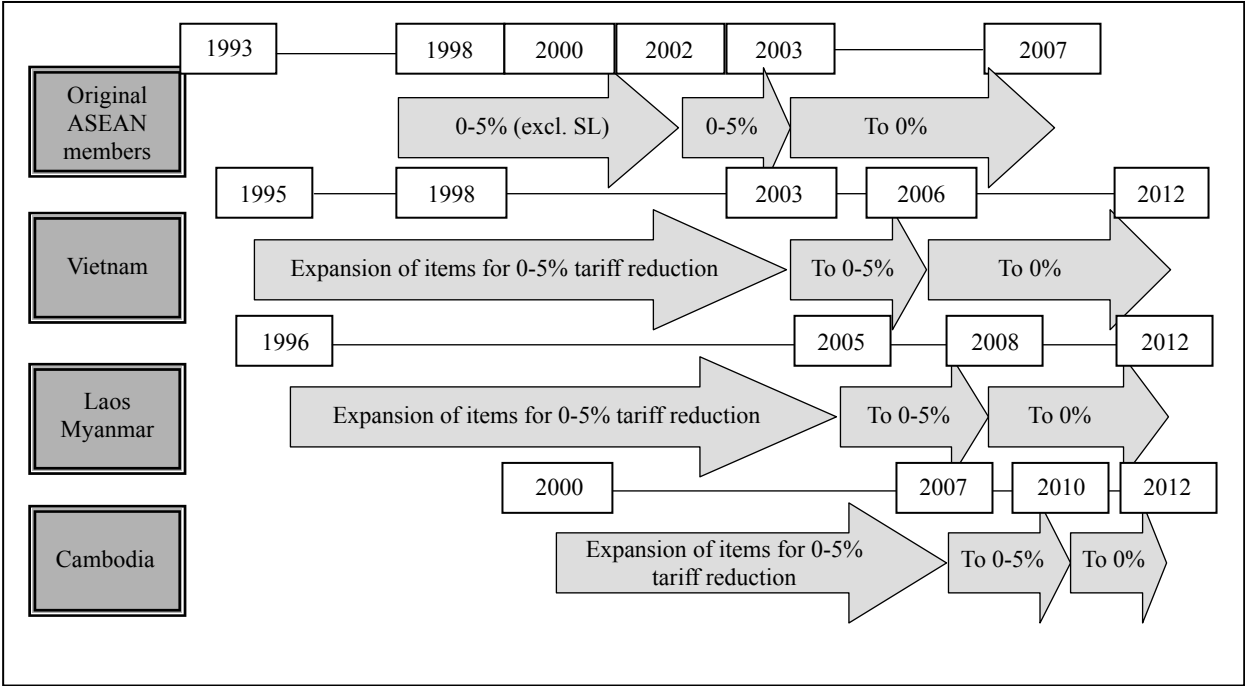 1993
1998
2000
2002
2003
2007
Original
ASEAN
members
0-5% (excl. SL)
0-5%
To 0%
1995
1998
2003
2006
2012
Vietnam
Expansion of items for 0-5% tariff reduction
To 0-5%
To 0%
1996
2005
2008
2012
Laos
Myanmar
Expansion of items for 0-5% tariff reduction
To 0-5%
To 0%
2000
2007
2010
2012
Cambodia
Expansion of items for 0-5%
tariff reduction
To 0-5%
To 0%